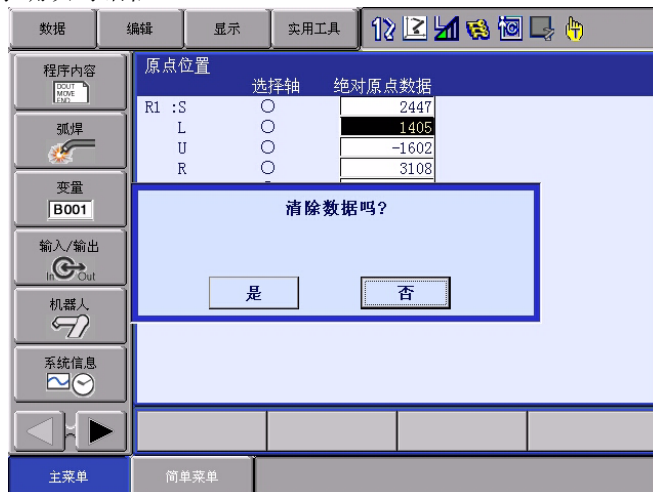 数据 编辑 显示 实用工具
程序内容
DOUT
MOVE
END
弧焊
变量
B001
输入/输出
In Out
机器人
系统信息
原点位置
选择轴 绝对原点数据
R1 :S ○ 2447
L ○ 1405
U ○ -1602
R ○ 3108
清除数据吗?
是 否
主菜单 简单菜单